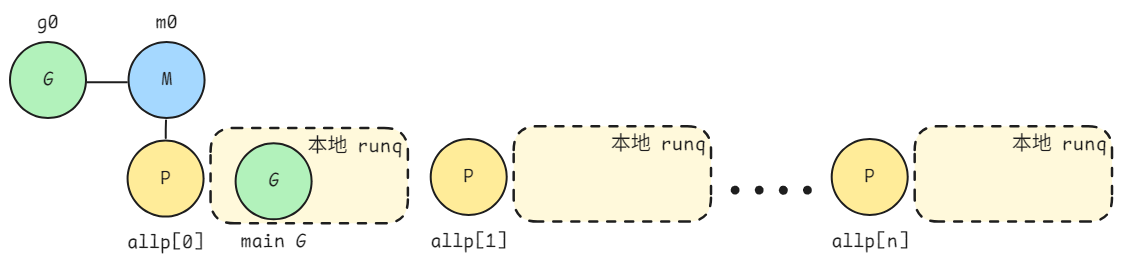 g0 m0
G M
本地 runq 本地 runq 本地 runq
P G P P
allp[0] main G allp[1] allp[n]